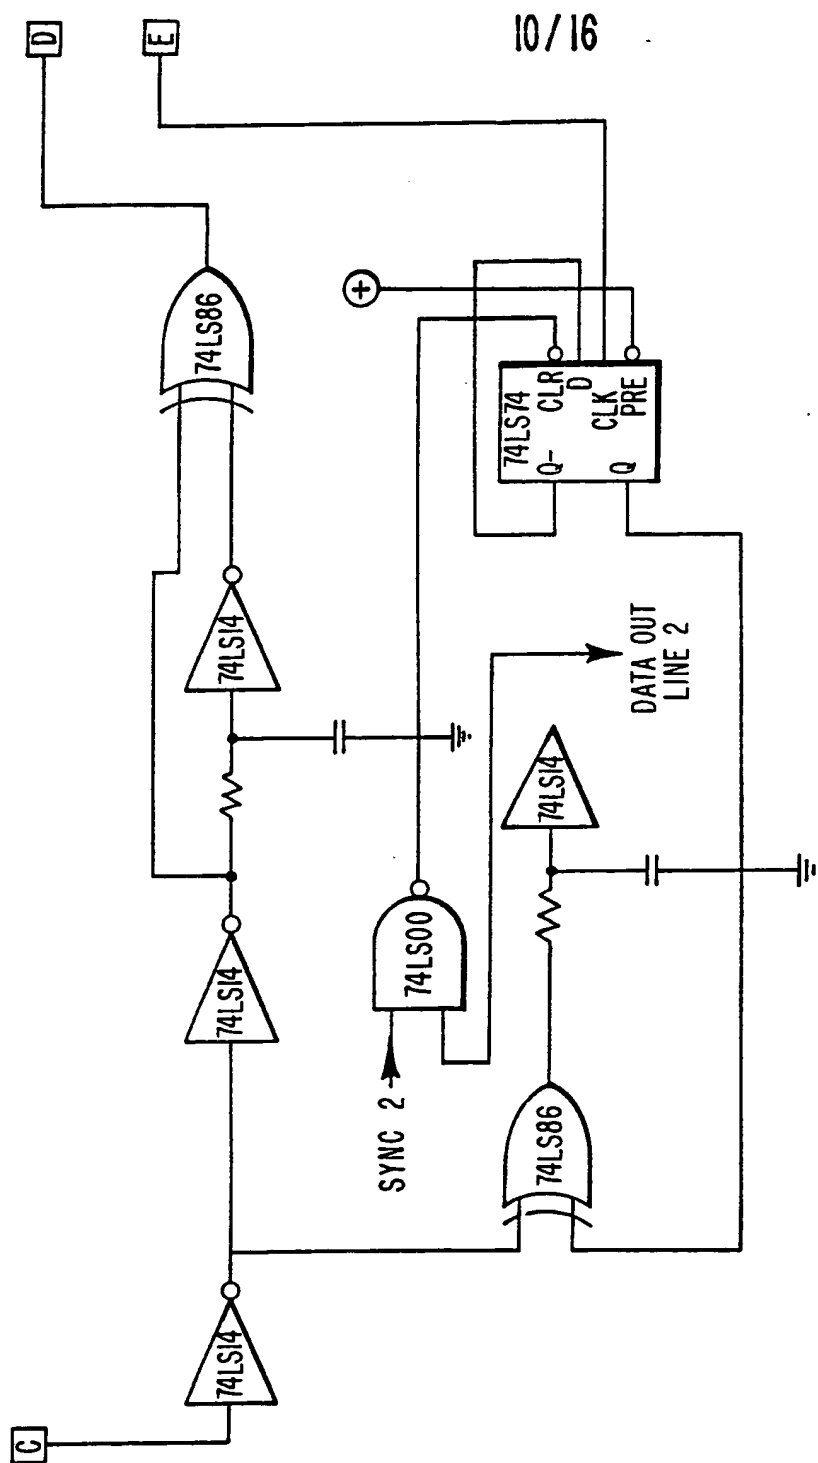 10/16
D
E
74LS86
+
74LS14
74LS14
74LS14
C
SYNC 2
74LS00
74LS74
Q-
CLR
D
CLK
PRE
Q
DATA OUT
LINE 2
74LS14
74LS86